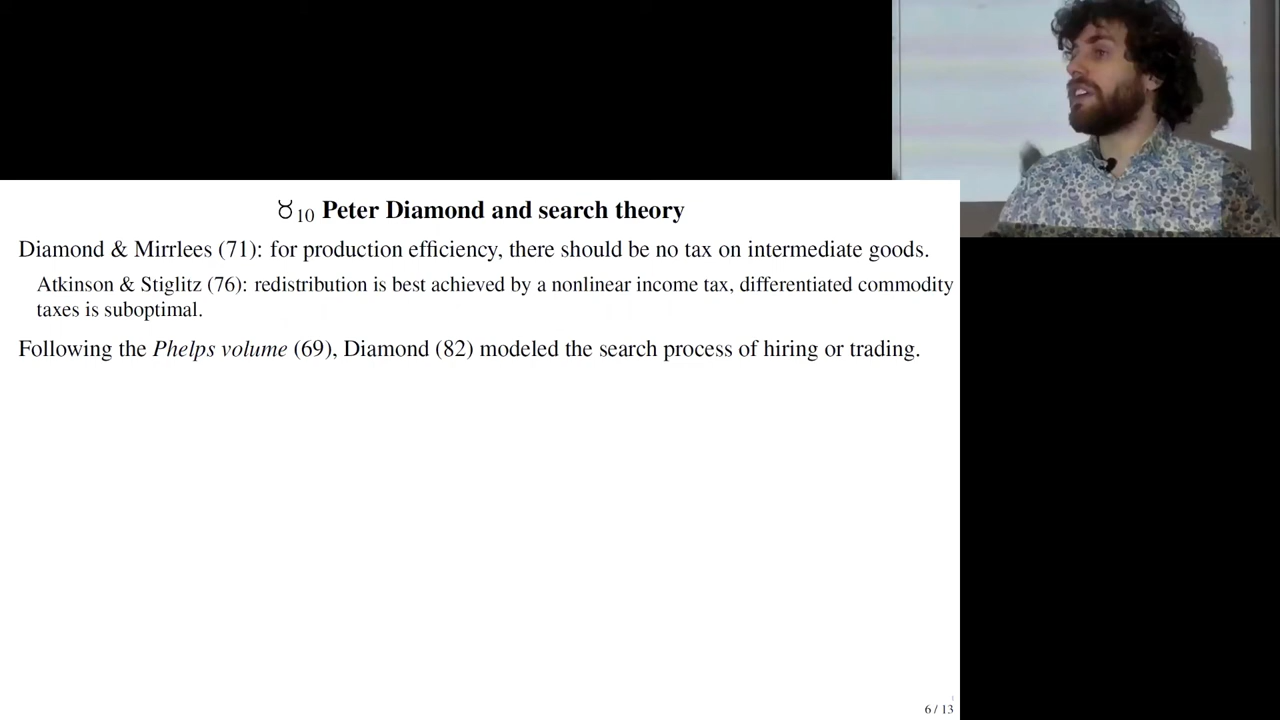 ♉10 Peter Diamond and search theory
Diamond & Mirrlees (71): for production efficiency, there should be no tax on intermediate goods.
Atkinson & Stiglitz (76): redistribution is best achieved by a nonlinear income tax, differentiated commodity
taxes is suboptimal.
Following the Phelps volume (69), Diamond (82) modeled the search process of hiring or trading.
6 / 13